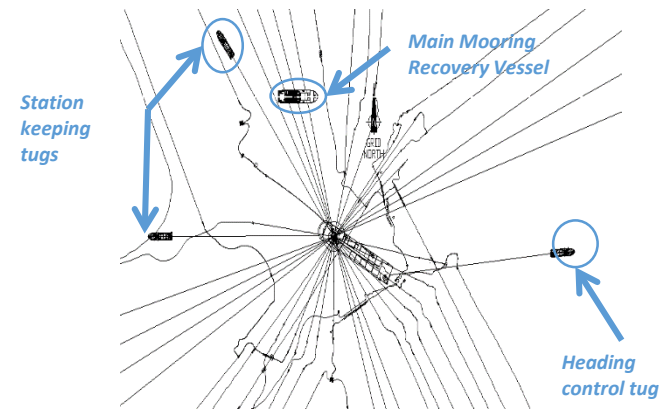 Main Mooring
Recovery Vessel
Station
keeping
tugs
GRID
NORTH
Heading
control tug